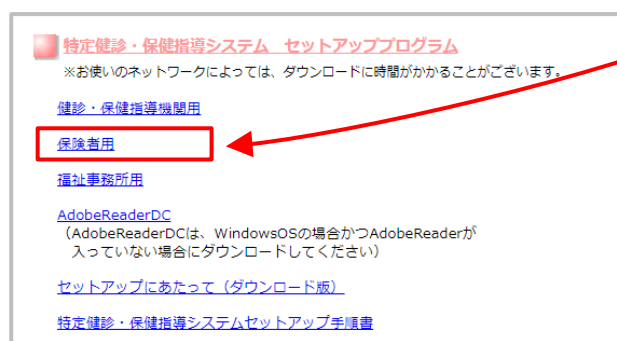 特定健診・保健指導システム　セットアッププログラム
※お使いのネットワークによっては、ダウンロードに時間がかかることがございます。
健診・保健指導機関用
保険者用
福祉事務所用
AdobeReaderDC
（AdobeReaderDCは、WindowsOSの場合かつAdobeReaderが
入っていない場合にダウンロードしてください）
セットアップにあたって（ダウンロード版）
特定健診・保健指導システムセットアップ手順書